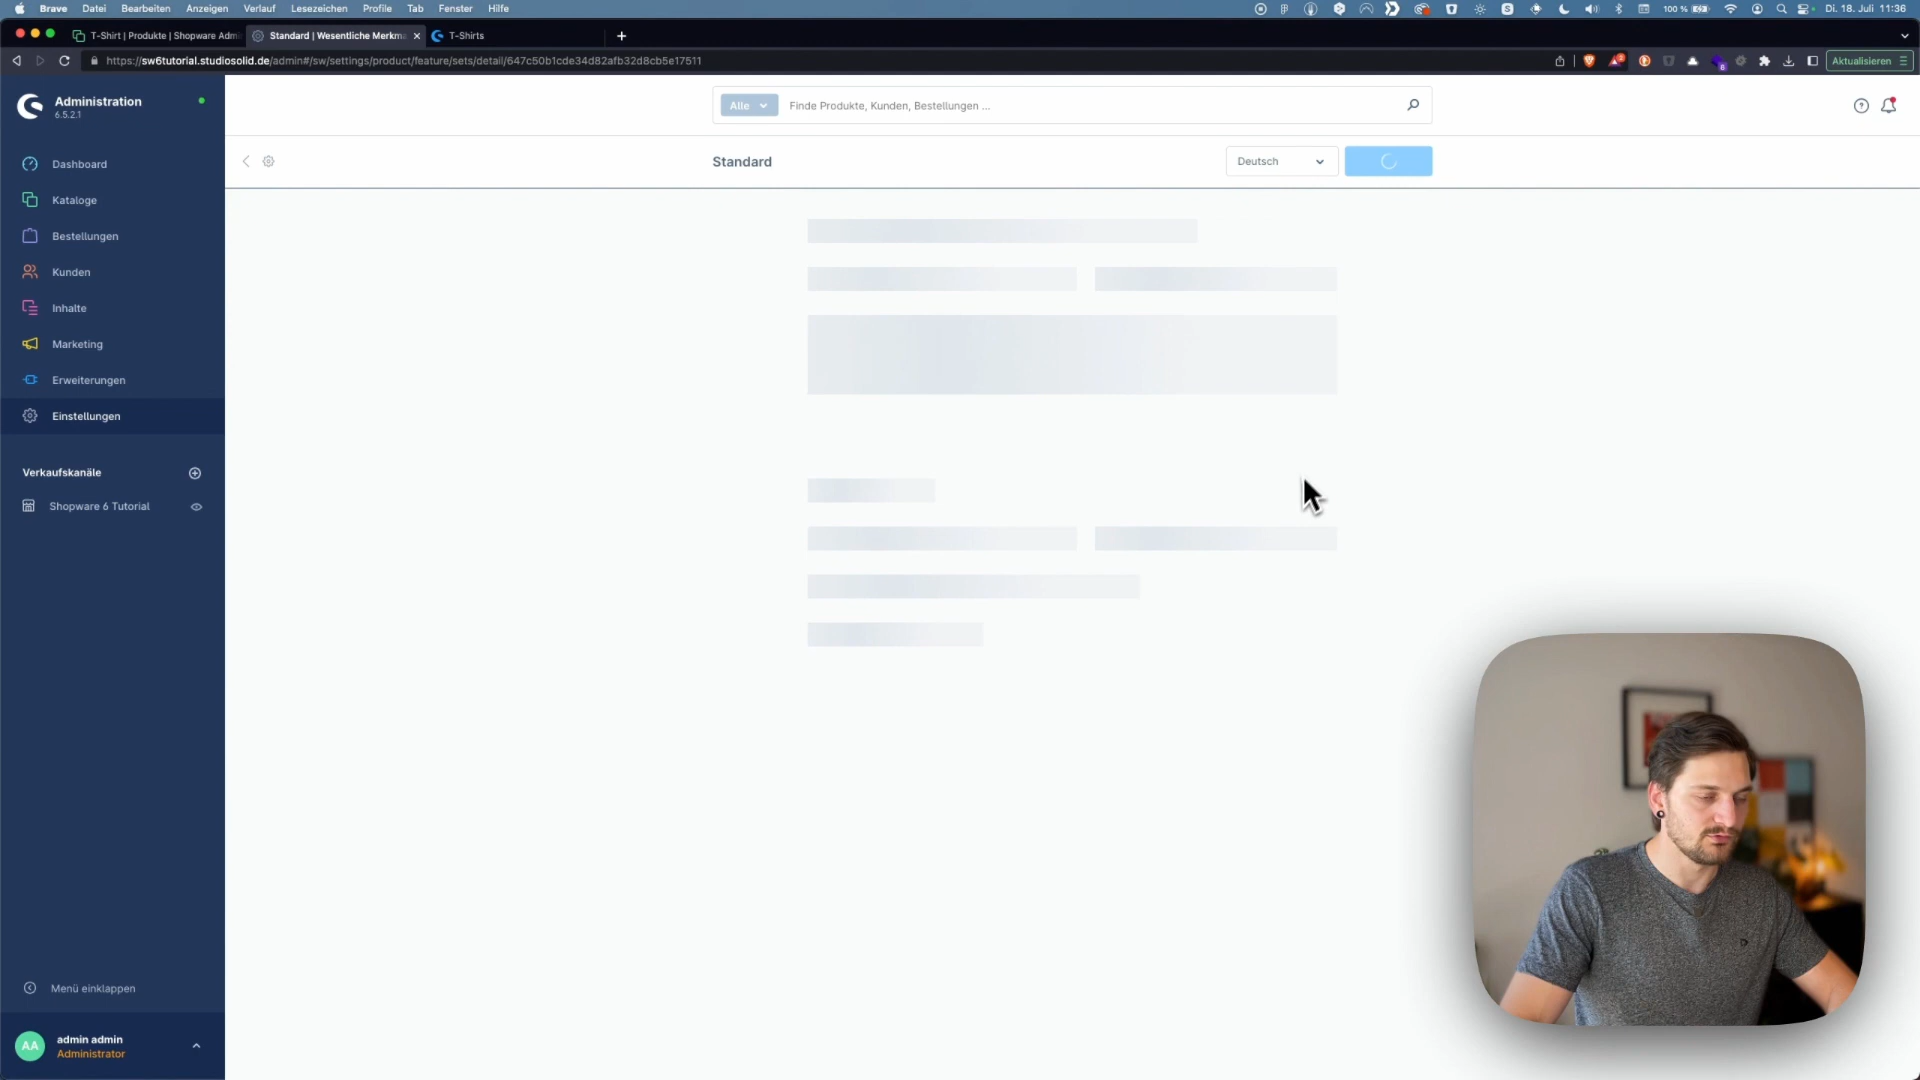 Brave Datei Bearbeiten Anzeigen Verlauf Lesezeichen Profile Tab Fenster Hilfe 100 % Di. 18. Juli 11:36
T-Shirt | Produkte | Shopware Admi Standard | Wesentliche Merkma T-Shirts
https://sw6tutorial.studiosolid.de/admin#/sw/settings/product/feature/sets/detail/647c50b1cde34d82afb32d8cb5e17511 Aktualisieren
Administration
6.5.2.1
Alle Finde Produkte, Kunden, Bestellungen ...
Standard Deutsch
Dashboard
Kataloge
Bestellungen
Kunden
Inhalte
Marketing
Erweiterungen
Einstellungen
Verkaufskanäle
Shopware 6 Tutorial
Menü einklappen
AA admin admin
Administrator